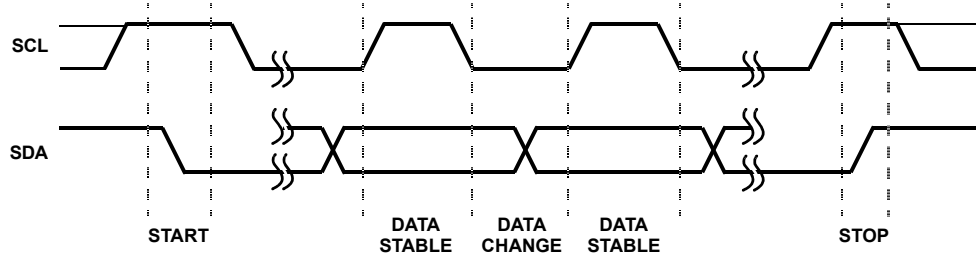 SCL
SDA
START
DATA
STABLE
DATA
CHANGE
DATA
STABLE
STOP